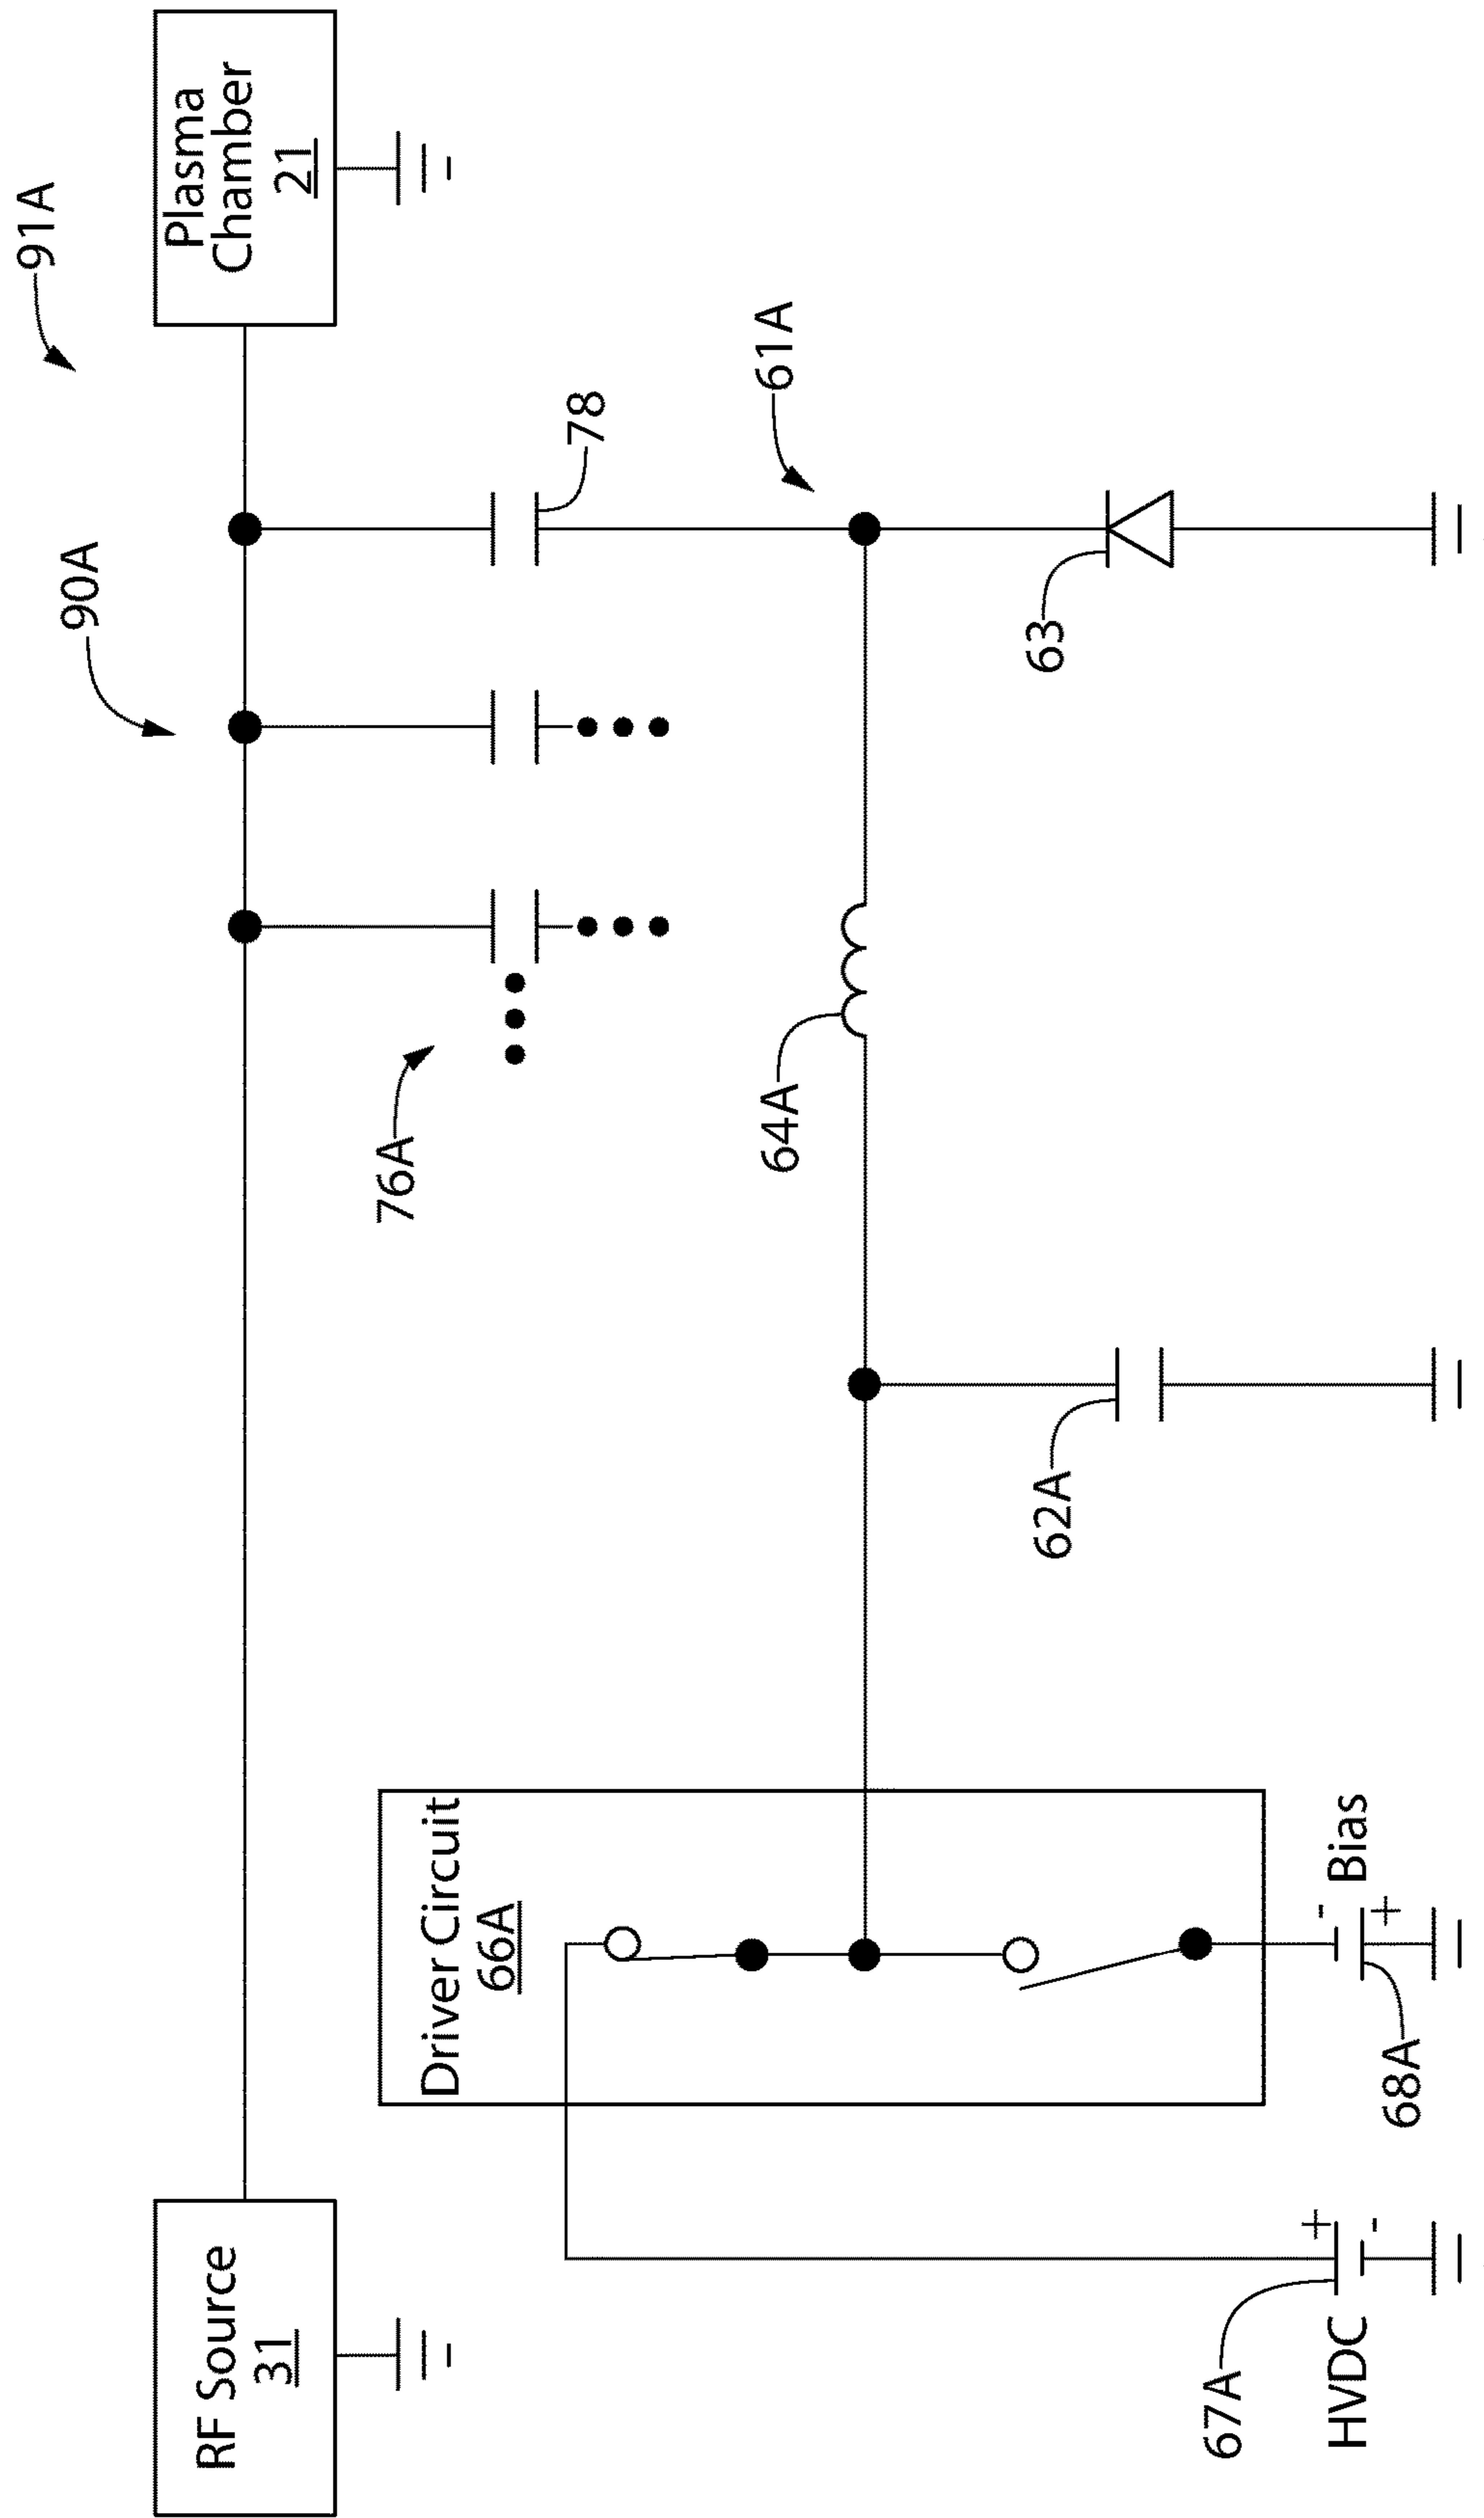 91A
90A
RF Source
31
Plasma
Chamber
21
76A
78
Driver Circuit
66A
61A
64A
62A
63
67A
HVDC
+
-
-
Bias
+
68A